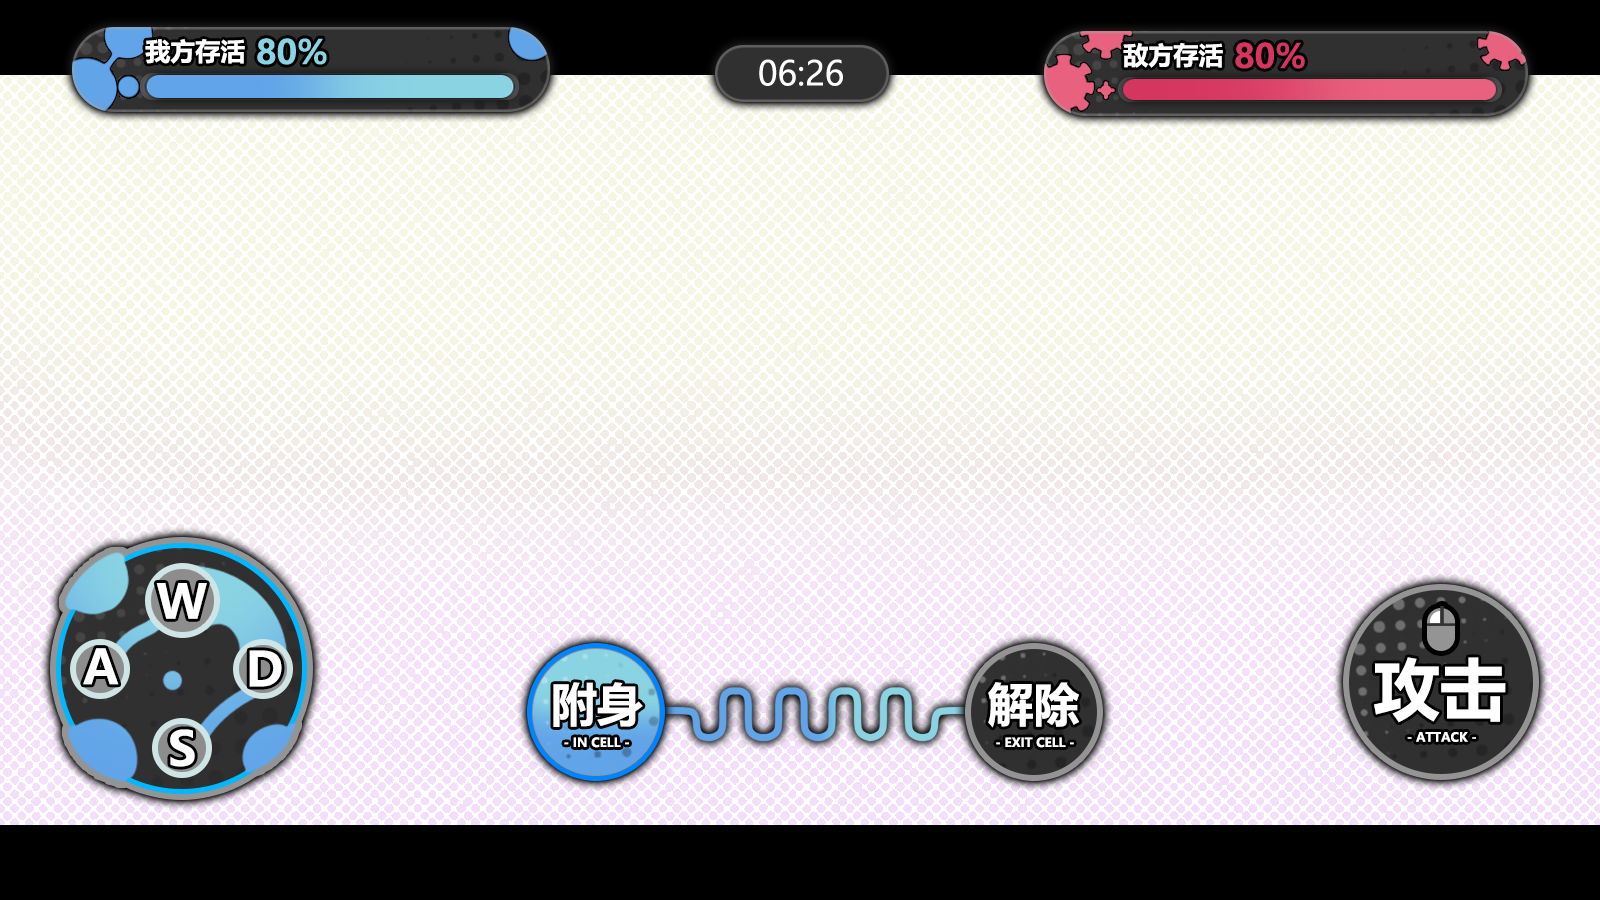 我方存活 80%
06:26
敌方存活 80%
W
A
D
S
附身
- IN CELL -
解除
- EXIT CELL -
攻击
- ATTACK -